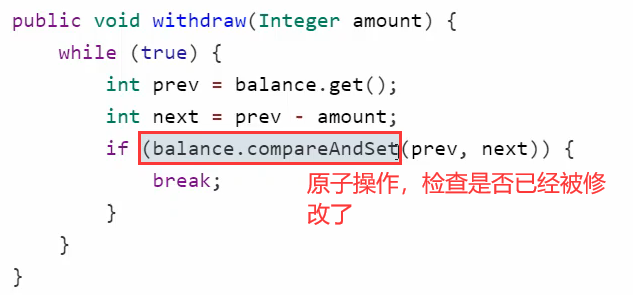 public void withdraw(Integer amount) {
while (true) {
int prev = balance.get();
int next = prev - amount;
if (balance.compareAndSet(prev, next)) {
break;
原子操作，检查是否已经被修
改了
}
}
}